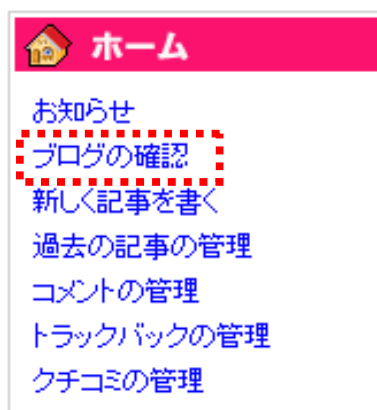 ホーム
お知らせ
ブログの確認
新しく記事を書く
過去の記事の管理
コメントの管理
トラックバックの管理
クチコミの管理